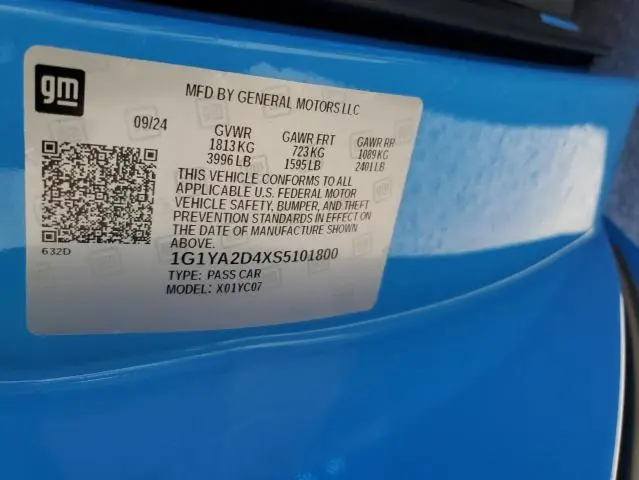 gm
MFD BY GENERAL MOTORS LLC
09/24 GVWR GAWR FRT GAWR RR
1813 KG 723 KG 1089 KG
3996 LB 1595 LB 2401 LB
THIS VEHICLE CONFORMS TO ALL
APPLICABLE U.S. FEDERAL MOTOR
VEHICLE SAFETY, BUMPER, AND THEFT
PREVENTION STANDARDS IN EFFECT ON
THE DATE OF MANUFACTURE SHOWN
ABOVE.
632D
1G1YA2D4XS5101800
TYPE: PASS CAR
MODEL: X01YC07